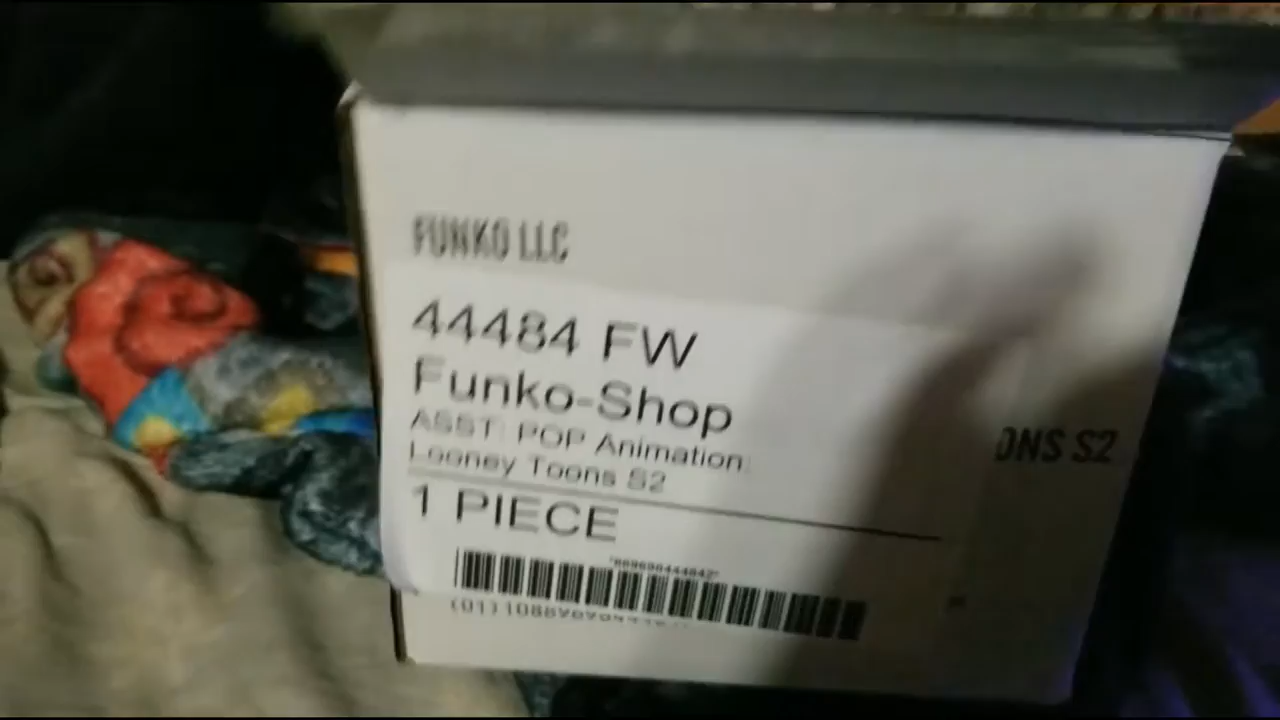 FUNKO LLC
44484 FW
Funko-Shop
ASST: POP Animation:
Looney Toons S2
ONS S2
1 PIECE